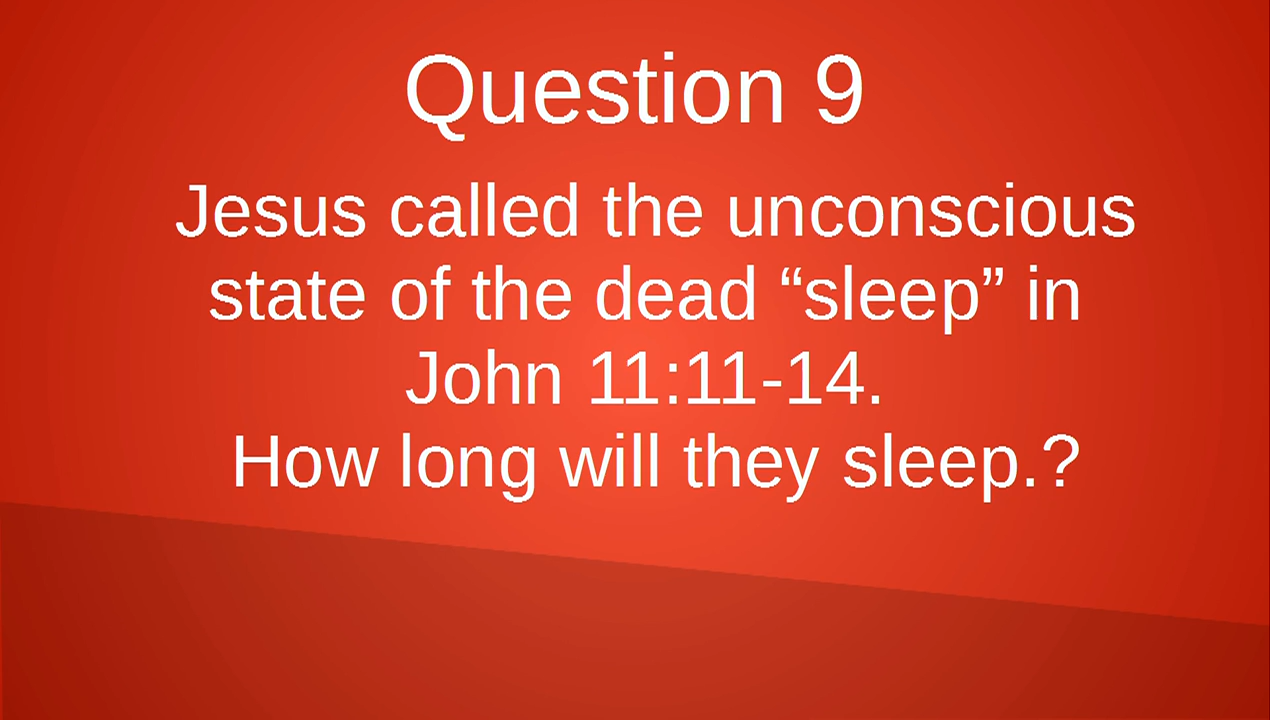 Question 9
Jesus called the unconscious
state of the dead “sleep” in
John 11:11-14.
How long will they sleep.?